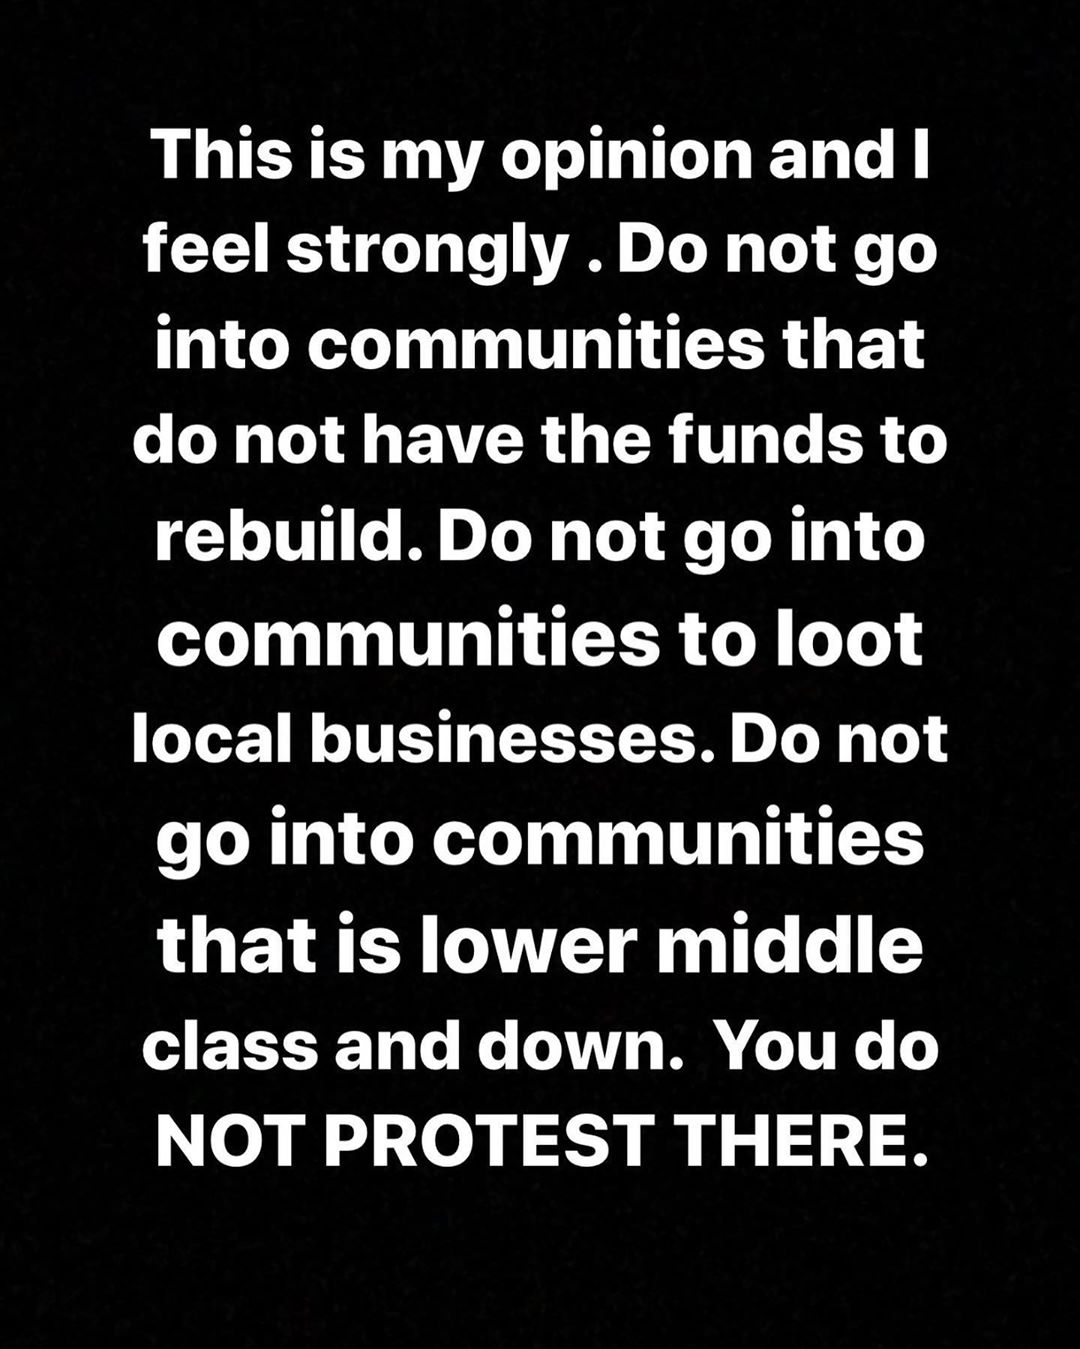 This is my opinion and I
feel strongly . Do not go
into communities that
do not have the funds to
rebuild. Do not go into
communities to loot
local businesses. Do not
go into communities
that is lower middle
class and down.  You do
NOT PROTEST THERE.